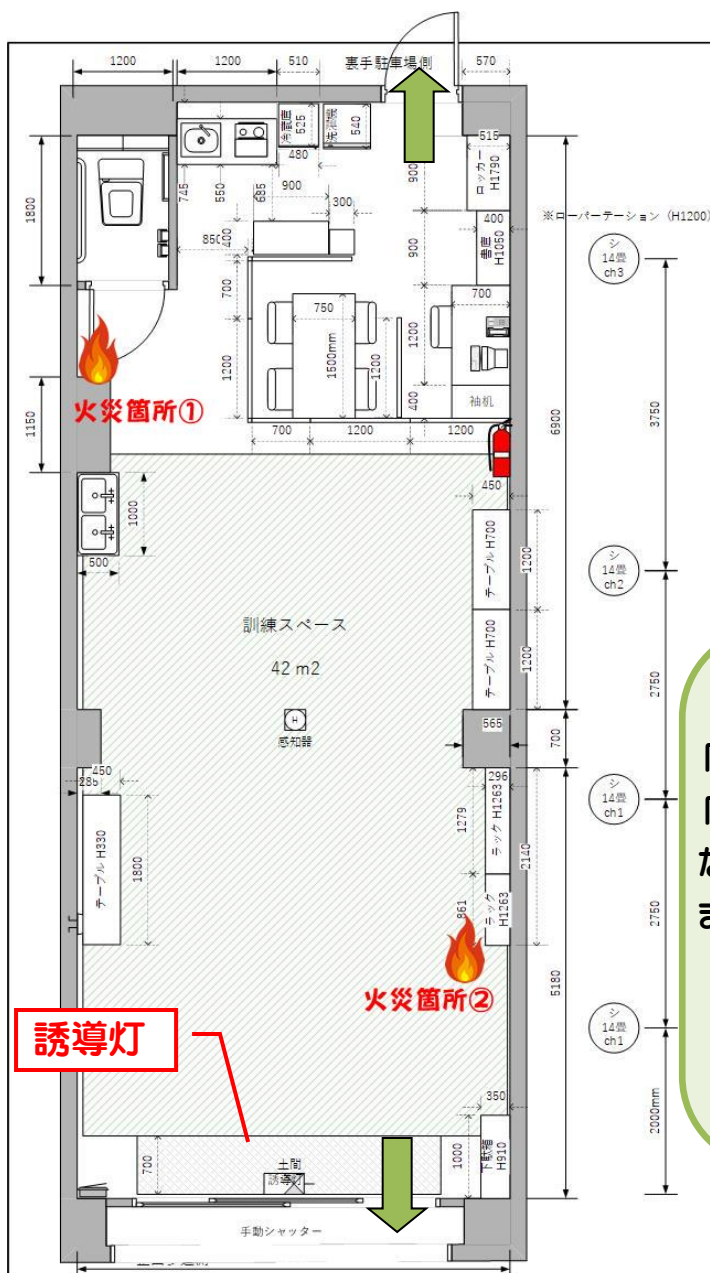 1200
1200
510
裏手駐車場側
570
冷蔵庫
525
洗濯機
540
480
515
ロッカー
H1790
745
550
685
900
300
900
1800
400
850
400
書庫
H1050
※ローパーテーション（H1200）
シ
14畳
ch3
700
900
700
750
1500mm
1200
1200
1200
400
袖机
火災箇所①
1150
700
1200
1200
6900
3750
450
1000
500
テーブル H700
1200
シ
14畳
ch2
訓練スペース
42 m2
テーブル H700
1200
2750
H
感知器
565
700
450
285
296
テーブル H330
1800
1279
ラック H1263
2140
シ
14畳
ch1
861
ラック
H1263
2750
火災箇所②
5180
誘導灯
シ
14畳
ch1
350
700
土間
誘導灯
1000
下駄箱
H910
2000mm
手動シャッター